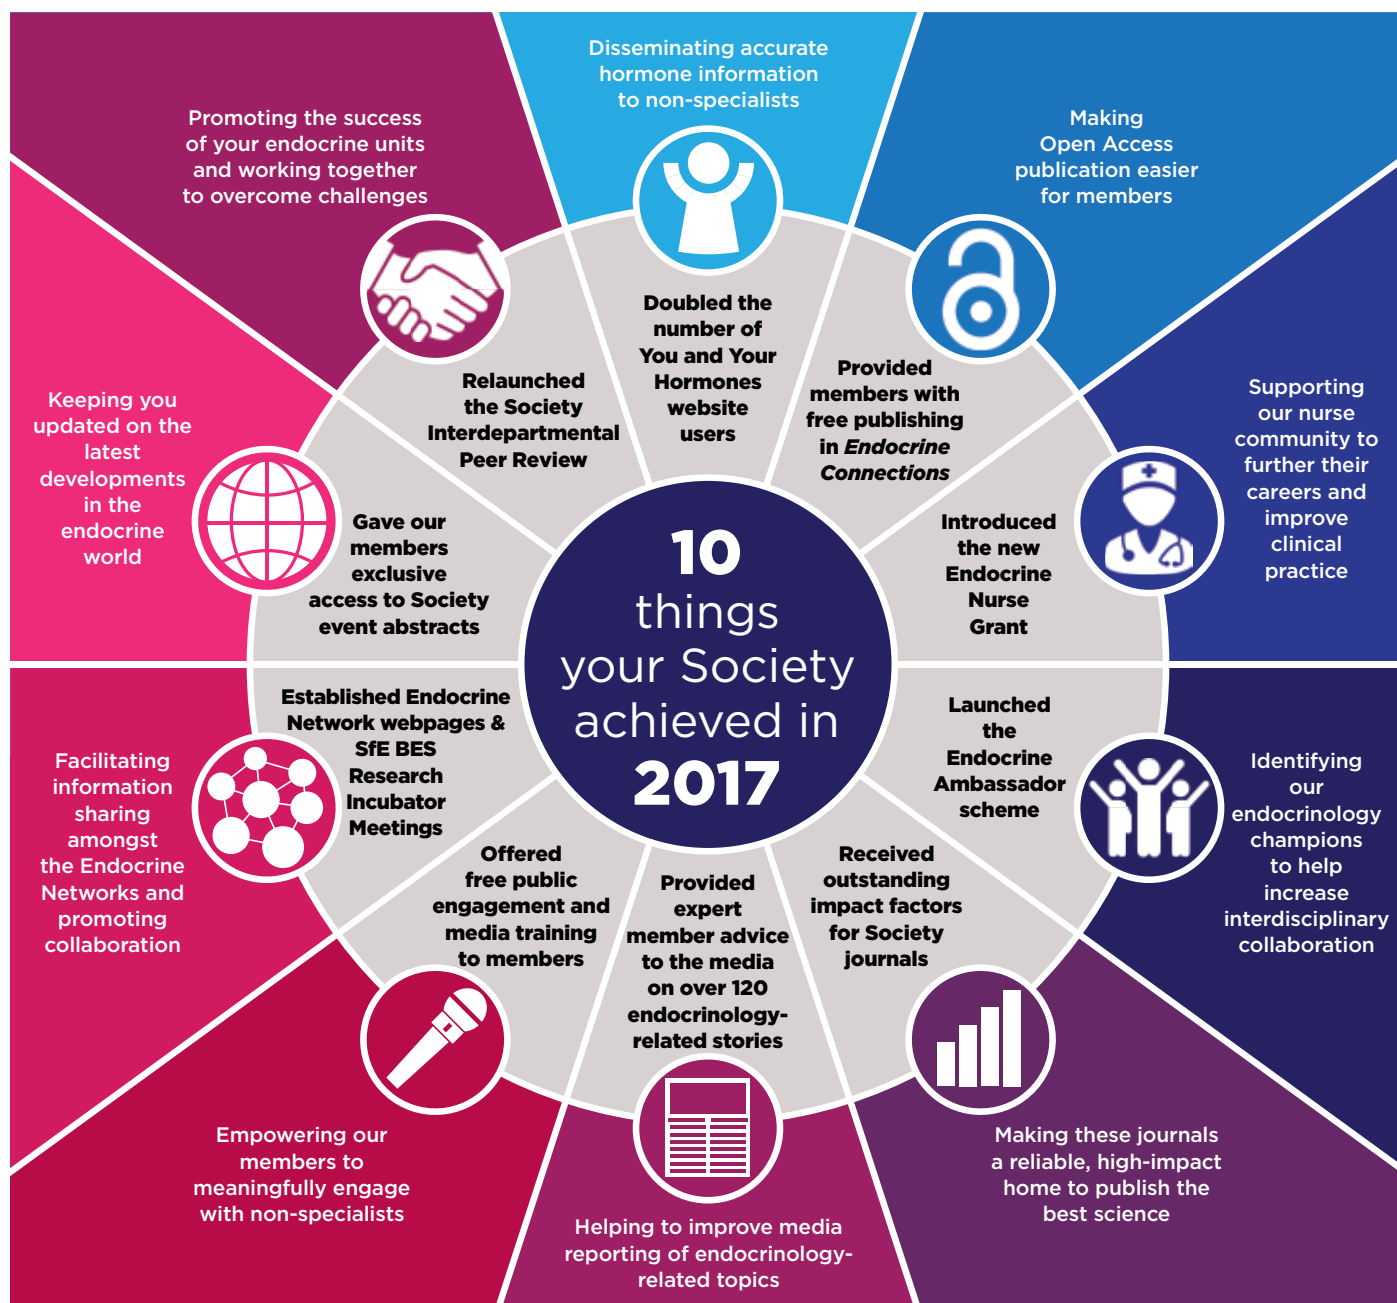 10
things
your Society
achieved in
2017
Disseminating accurate
hormone information
to non-specialists
Doubled the
number of
You and Your
Hormones
website
users
Making
Open Access
publication easier
for members
Provided
members with
free publishing
in Endocrine
Connections
Supporting
our nurse
community to
further their
careers and
improve
clinical
practice
Introduced
the new
Endocrine
Nurse
Grant
Identifying
our
endocrinology
champions
to help
increase
interdisciplinary
collaboration
Launched
the
Endocrine
Ambassador
scheme
Making these journals
a reliable, high-impact
home to publish the
best science
Received
outstanding
impact factors
for Society
journals
Helping to improve media
reporting of endocrinology-
related topics
Provided
expert
member advice
to the media
on over 120
endocrinology-
related stories
Empowering our
members to
meaningfully engage
with non-specialists
Offered
free public
engagement and
media training
to members
Facilitating
information
sharing
amongst
the Endocrine
Networks and
promoting
collaboration
Established Endocrine
Network webpages &
SfE BES
Research
Incubator
Meetings
Keeping you
updated on the
latest
developments
in the
endocrine
world
Gave our
members
exclusive
access to Society
event abstracts
Promoting the success
of your endocrine units
and working together
to overcome challenges
Relaunched
the Society
Interdepartmental
Peer Review